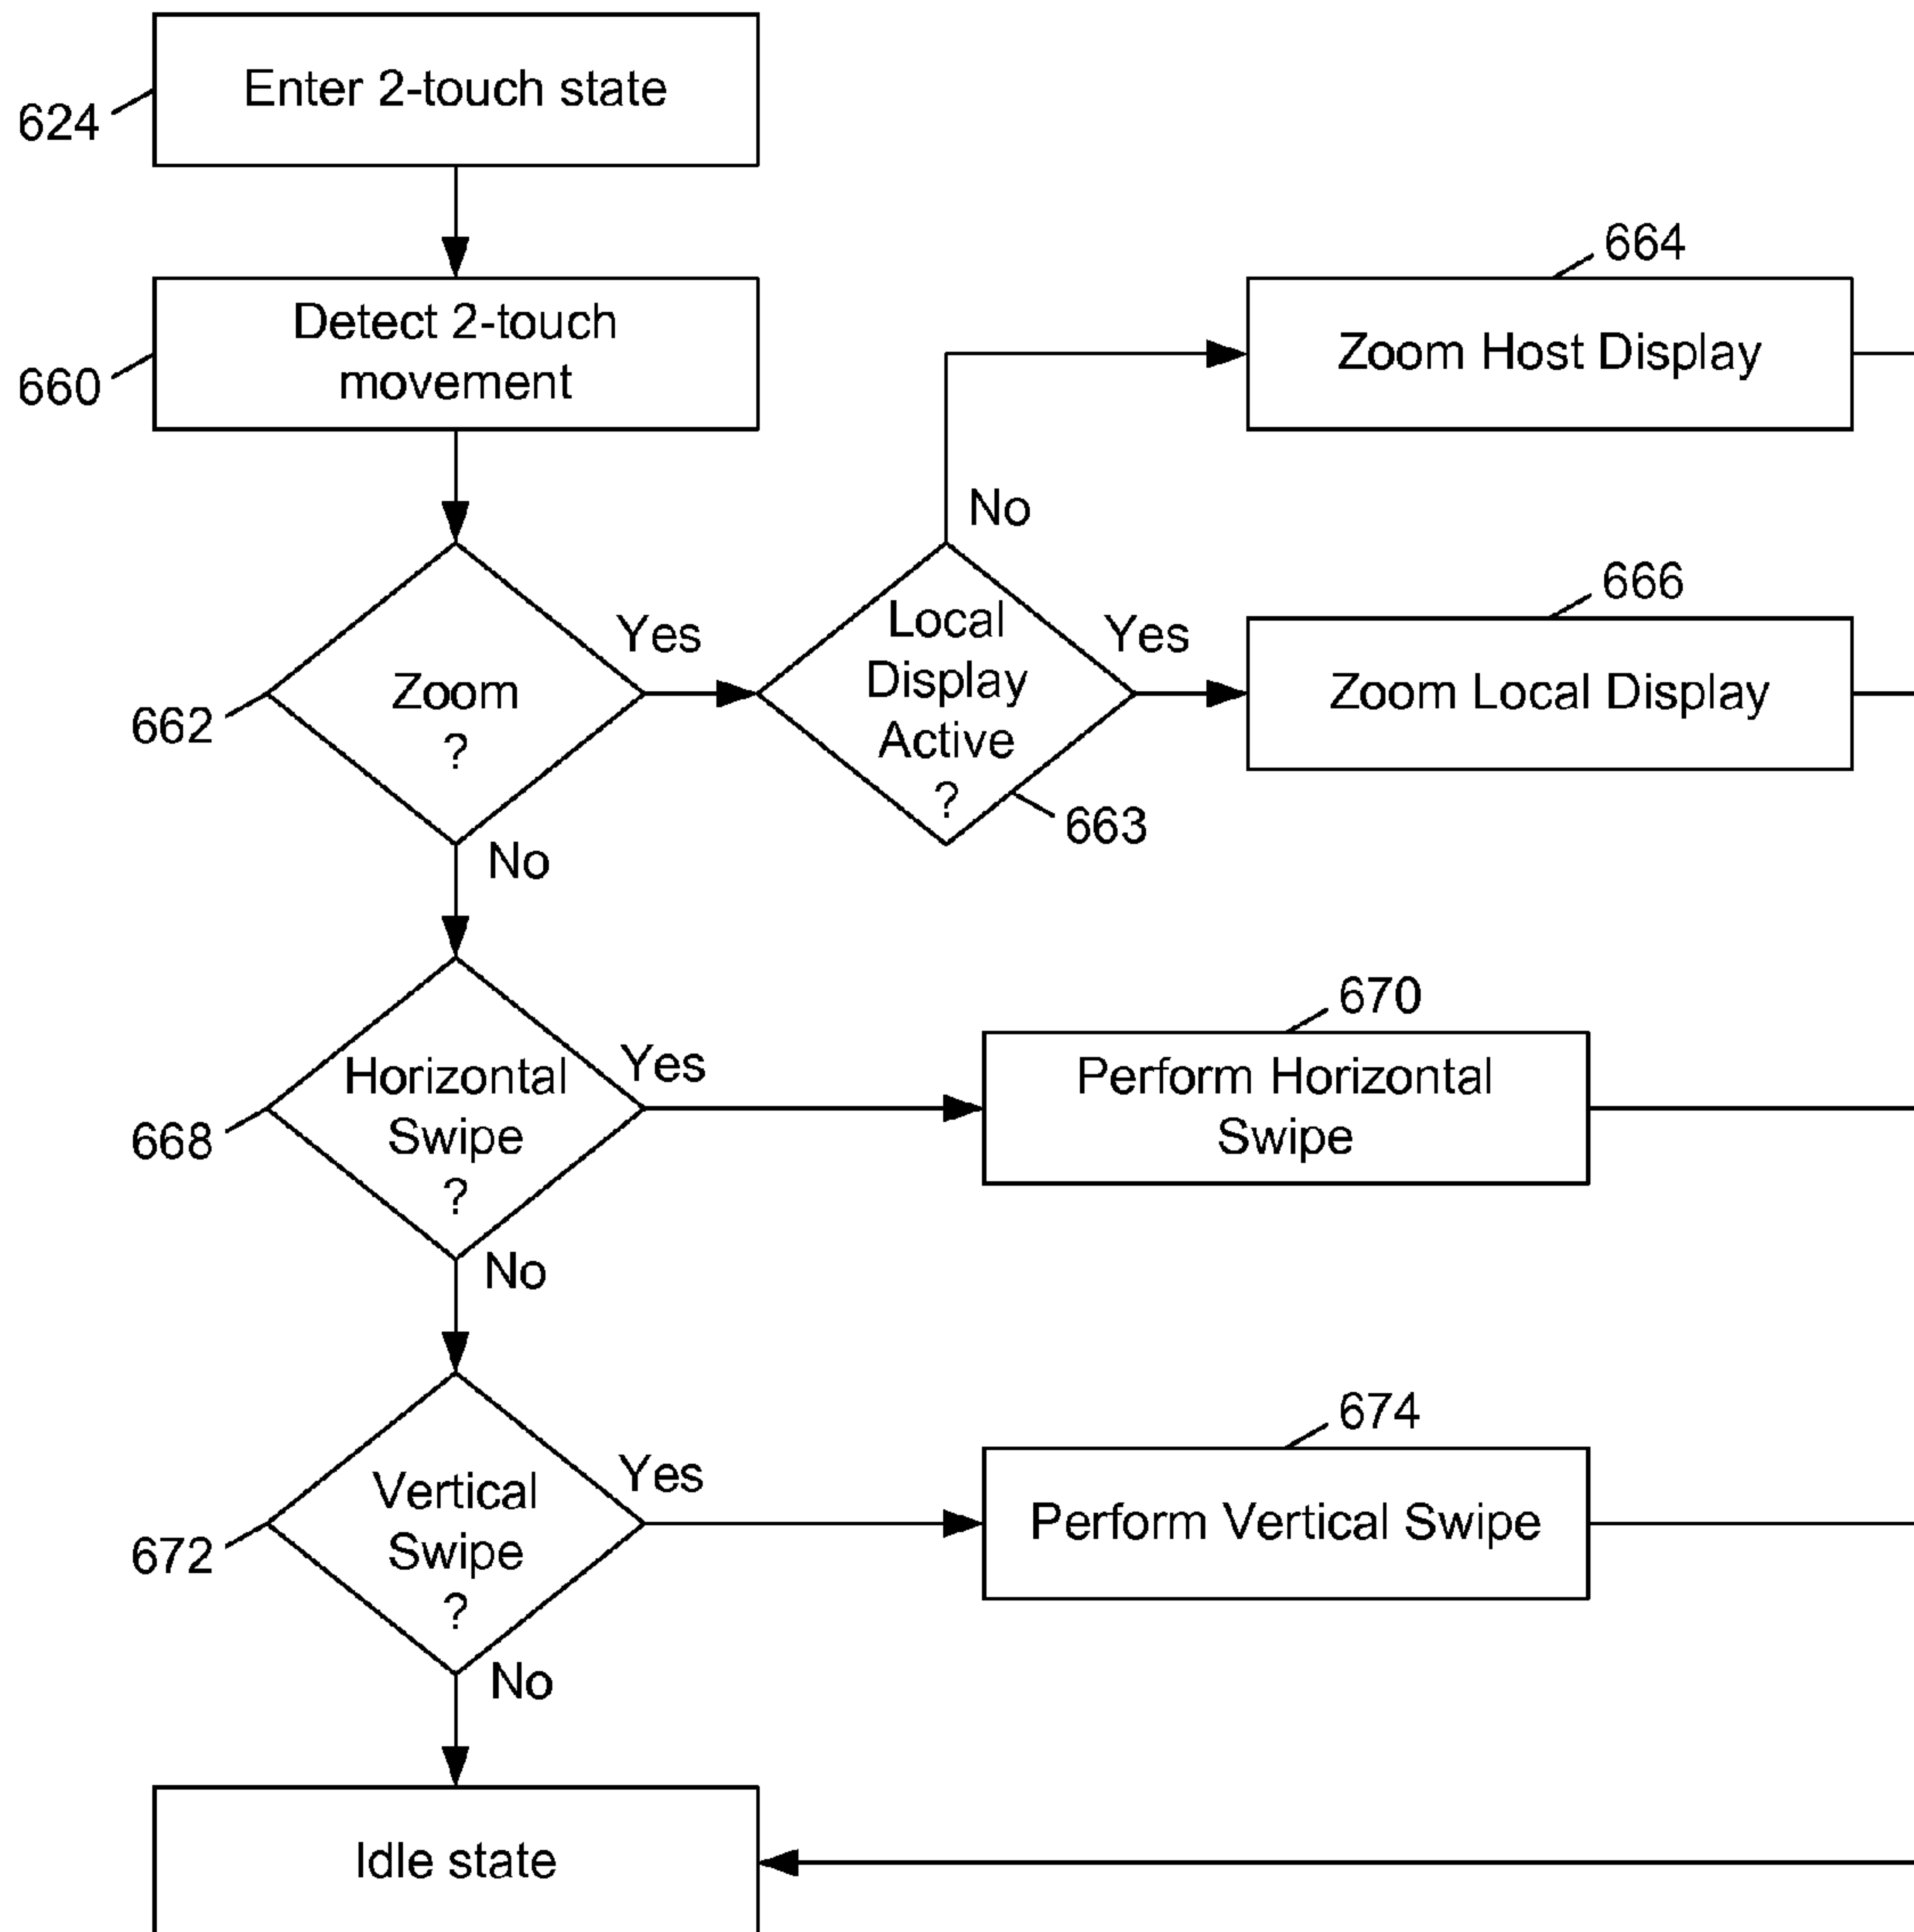 Enter 2-touch state
624
Detect 2-touch
movement
660
664
Zoom Host Display
No
Zoom
?
662
Yes
Local
Display
Active
?
663
Yes
666
Zoom Local Display
No
Horizontal
Swipe
?
668
Yes
670
Perform Horizontal
Swipe
No
Vertical
Swipe
?
672
Yes
674
Perform Vertical Swipe
No
Idle state